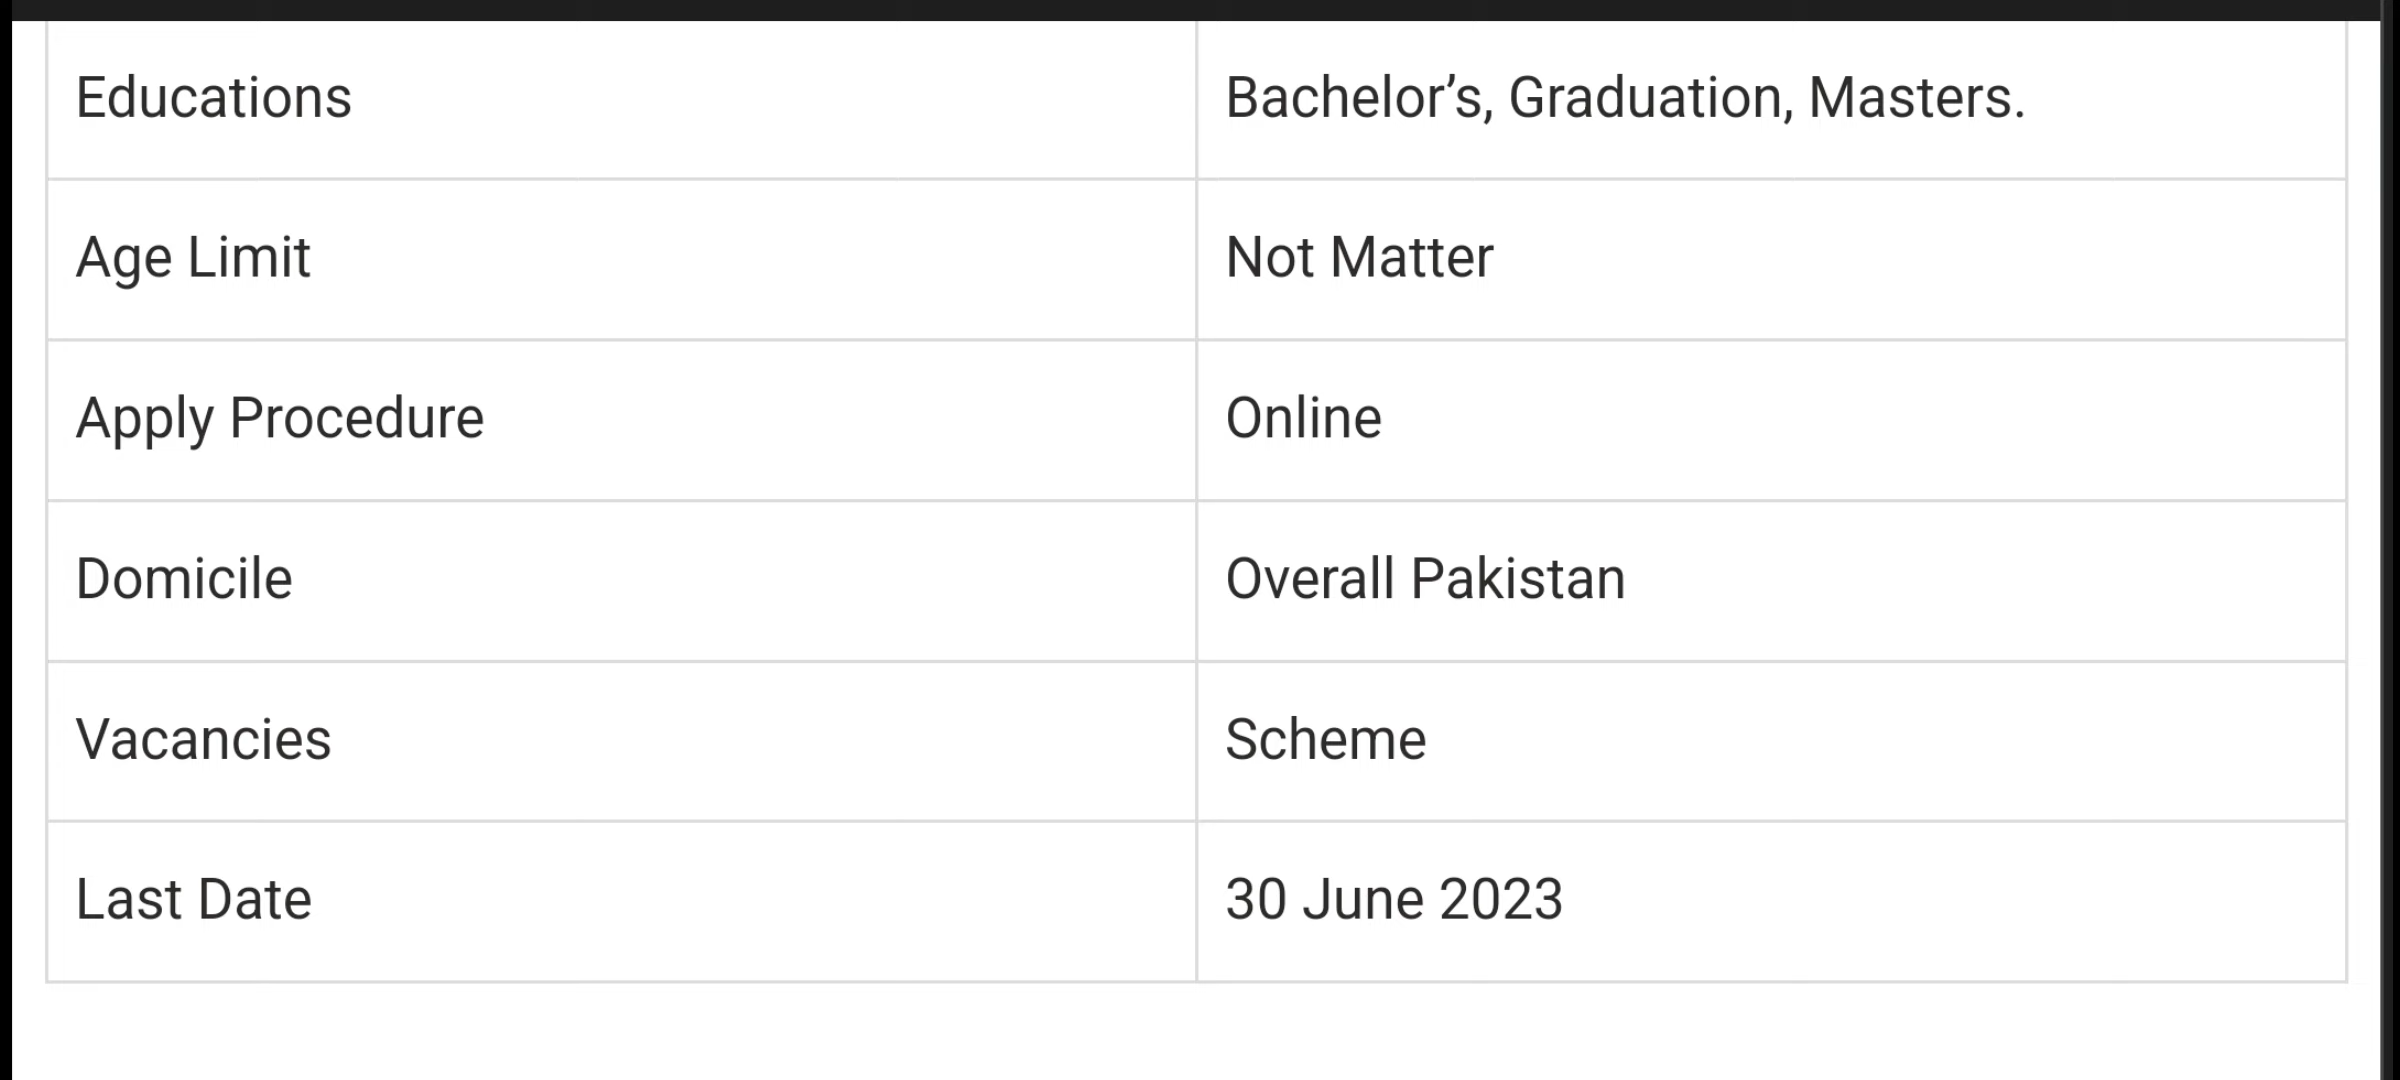 Educations
Bachelor’s, Graduation, Masters.
Age Limit
Not Matter
Apply Procedure
Online
Domicile
Overall Pakistan
Vacancies
Scheme
Last Date
30 June 2023